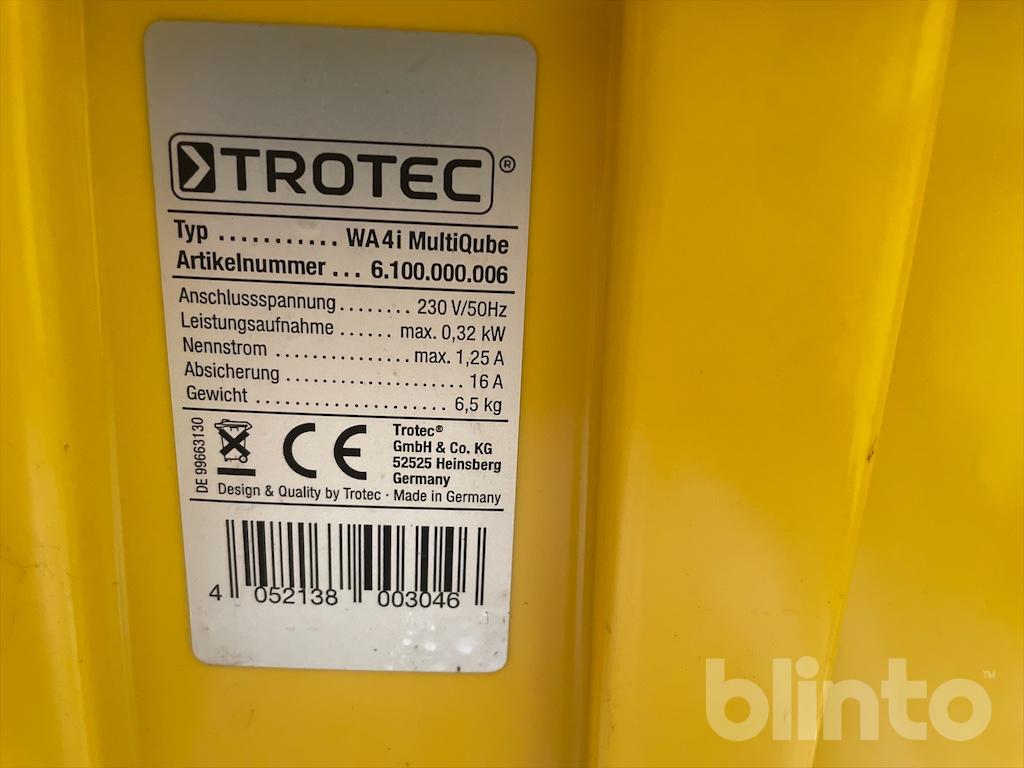 TROTEC®
Typ ........... WA4i MultiQube
Artikelnummer ... 6.100.000.006
Anschlussspannung ........ 230 V/50Hz
Leistungsaufnahme ...... max. 0,32 kW
Nennstrom ............... max. 1,25 A
Absicherung .................... 16 A
Gewicht ...................... 6,5 kg
DE 99663130
CE
Trotec®
GmbH & Co. KG
52525 Heinsberg
Germany
Design & Quality by Trotec · Made in Germany
4 052138 003046
blinto™